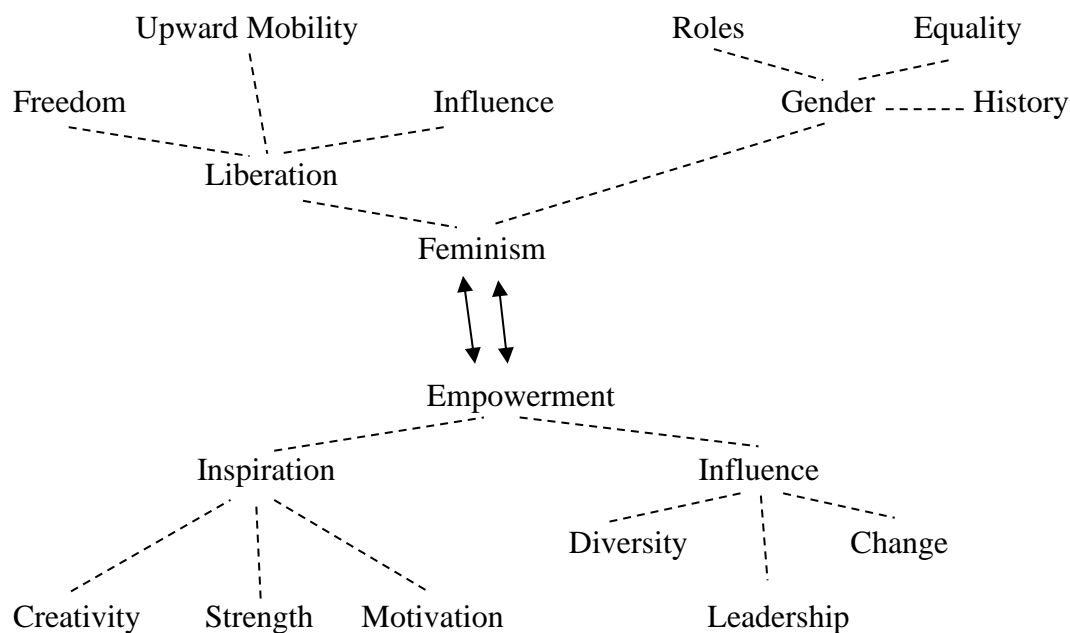 Upward Mobility
Roles
Equality
Freedom
Influence
Gender
History
Liberation
Feminism
Empowerment
Inspiration
Influence
Diversity
Change
Creativity
Strength
Motivation
Leadership